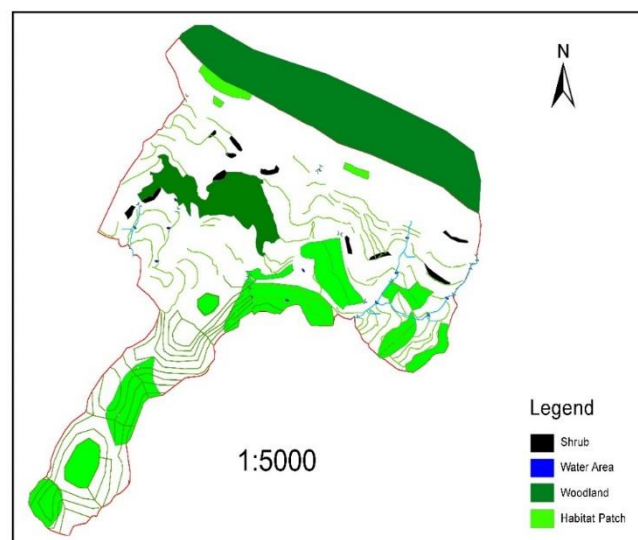 N
1:5000
Legend
Shrub
Water Area
Woodland
Habitat Patch